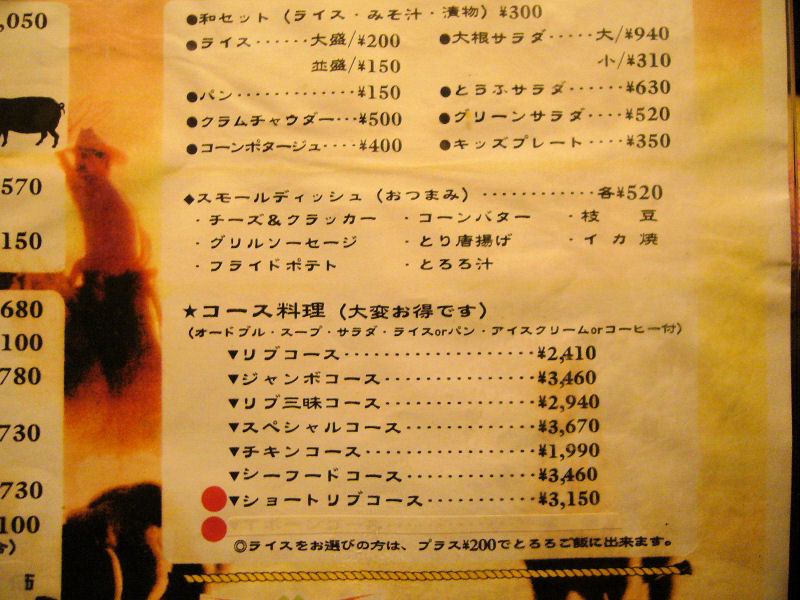 ,050
570
150
680
100
780
730
730
100
●和セット（ライス・みそ汁・漬物）¥300
●ライス······大盛/¥200
並盛/¥150
●パン·············¥150
●クラムチャウダー···¥500
●コーンポタージュ····¥400
●大根サラダ·····大/¥940
小/¥310
●とうふサラダ······¥630
●グリーンサラダ····¥520
●キッズプレート····¥350
◆スモールディッシュ（おつまみ）············各¥520
・チーズ&クラッカー ・コーンバター ・枝 豆
・グリルソーセージ ・とり唐揚げ ・イカ焼
・フライドポテト ・とろろ汁
★コース料理（大変お得です）
（オードブル・スープ・サラダ・ライスorパン・アイスクリームorコーヒー付）
▼リブコース··················¥2,410
▼ジャンボコース··············¥3,460
▼リブ三昧コース··············¥2,940
▼スペシャルコース············¥3,670
▼チキンコース················¥1,990
▼シーフードコース············¥3,460
▼ショートリブコース··········¥3,150
◎ライスをお選びの方は、プラス¥200でとろろご飯に出来ます。